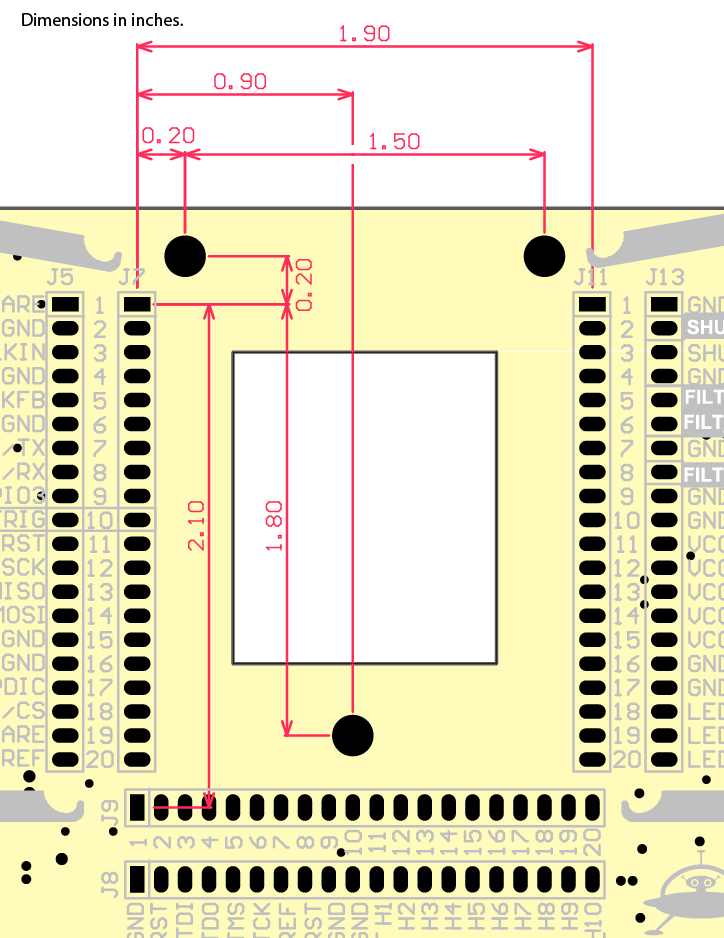 Dimensions in inches.
1.90
0.90
0.20
1.50
0.20
J5 J7 J11 J13
ARE 1 1 GND
GND 2 2 SHU
LKIN 3 3 SHU
GND 4 4 GND
KFB 5 5 FILT
GND 6 6 FILT
/TX 7 7 GND
/RX 8 8 FILT
PIO3 9 9 GND
TRIG 10 10 GND
RST 11 11 VCC
SCK 12 12 VCC
MISO 13 13 VCC
MOSI 14 14 VCC
GND 15 15 VCC
GND 16 16 GND
PDIC 17 17 GND
/CS 18 18 LED
ARE 19 19 LED
REF 20 20 LED
2.10
1.80
J9
1 2 3 4 5 6 7 8 9 10 11 12 13 14 15 16 17 18 19 20
J8
GND RST TDI TDO TMS TCK REF RST GND GND H1 H2 H3 H4 H5 H6 H7 H8 H9 H10